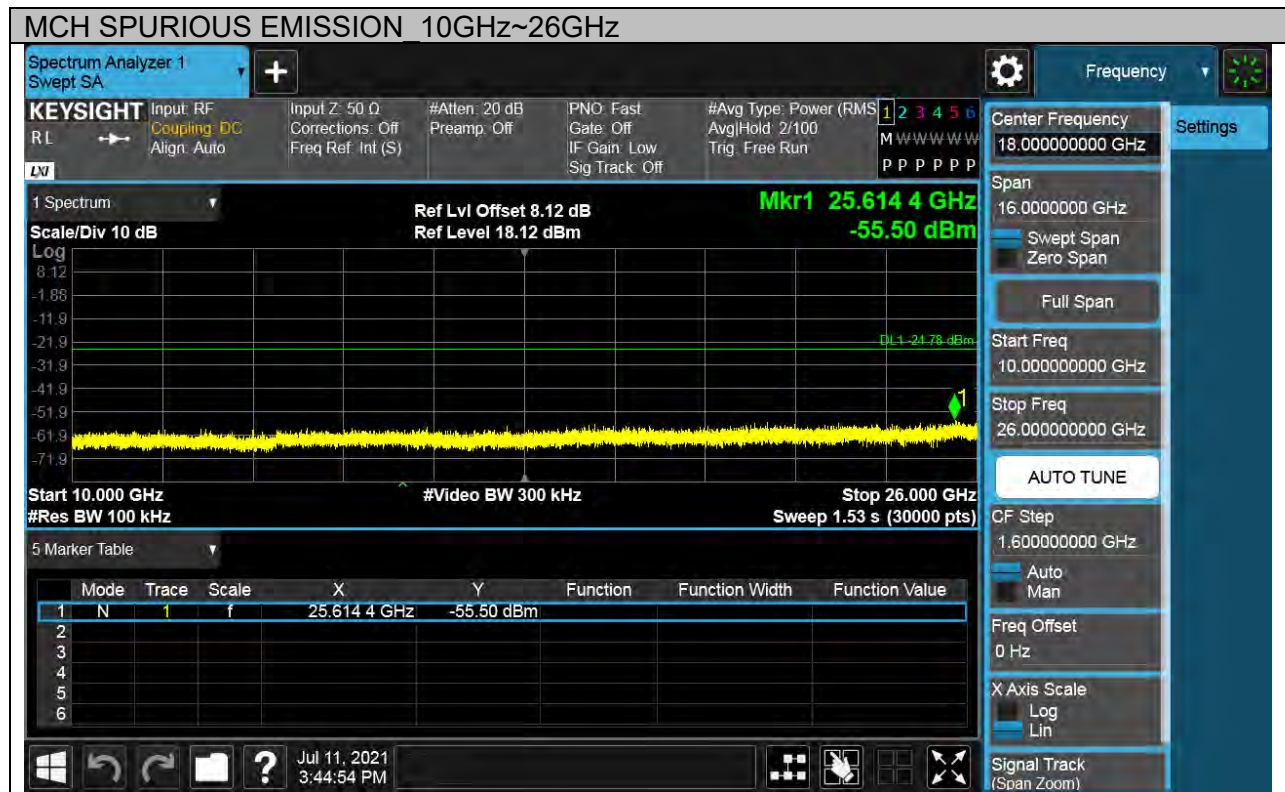 MCH SPURIOUS EMISSION_10GHz~26GHz
Spectrum Analyzer 1
Swept SA
+
Frequency
KEYSIGHT
RL
LXI
Input: RF
Coupling: DC
Align: Auto
Input Z: 50 Ω
Corrections: Off
Freq Ref: Int (S)
#Atten: 20 dB
Preamp: Off
PNO: Fast
Gate: Off
IF Gain: Low
Sig Track: Off
#Avg Type: Power (RMS
Avg|Hold: 2/100
Trig: Free Run
1 2 3 4 5 6
M W W W W W
P P P P P P
1 Spectrum
Scale/Div 10 dB
Ref Lvl Offset 8.12 dB
Ref Level 18.12 dBm
Mkr1 25.614 4 GHz
-55.50 dBm
Log
8.12
-1.88
-11.9
-21.9
-31.9
-41.9
-51.9
-61.9
-71.9
DL1 -24.78 dBm
1
Start 10.000 GHz
#Res BW 100 kHz
#Video BW 300 kHz
Stop 26.000 GHz
Sweep 1.53 s (30000 pts)
5 Marker Table
Mode Trace Scale X Y Function Function Width Function Value
1 N 1 f 25.614 4 GHz -55.50 dBm
2
3
4
5
6
?
Jul 11, 2021
3:44:54 PM
Center Frequency
18.000000000 GHz
Settings
Span
16.0000000 GHz
Swept Span
Zero Span
Full Span
Start Freq
10.000000000 GHz
Stop Freq
26.000000000 GHz
AUTO TUNE
CF Step
1.600000000 GHz
Auto
Man
Freq Offset
0 Hz
X Axis Scale
Log
Lin
Signal Track
(Span Zoom)